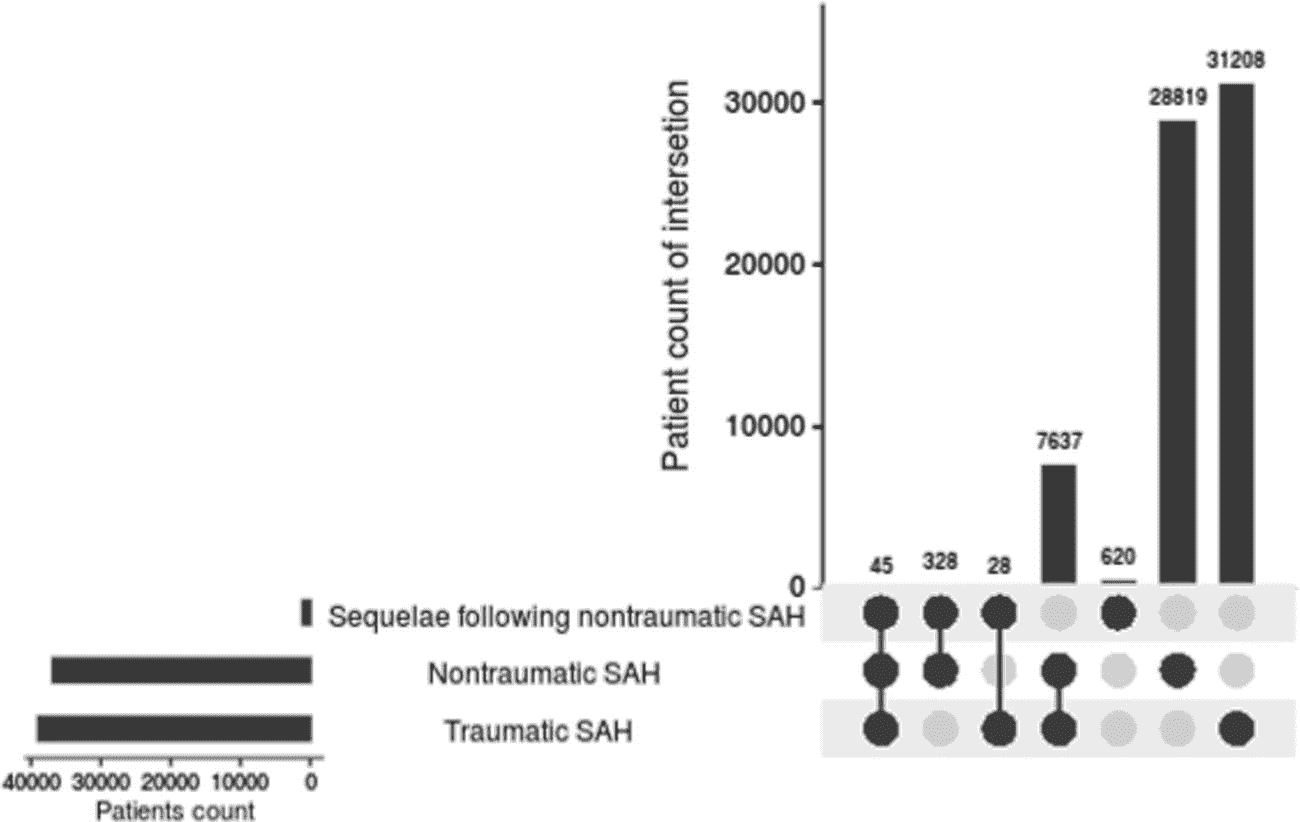 31208
28819
30000
20000
10000
7637
Patient count of intersetion
0
45
328
28
620
Sequelae following nontraumatic SAH
Nontraumatic SAH
Traumatic SAH
40000 30000 20000 10000 0
Patients count